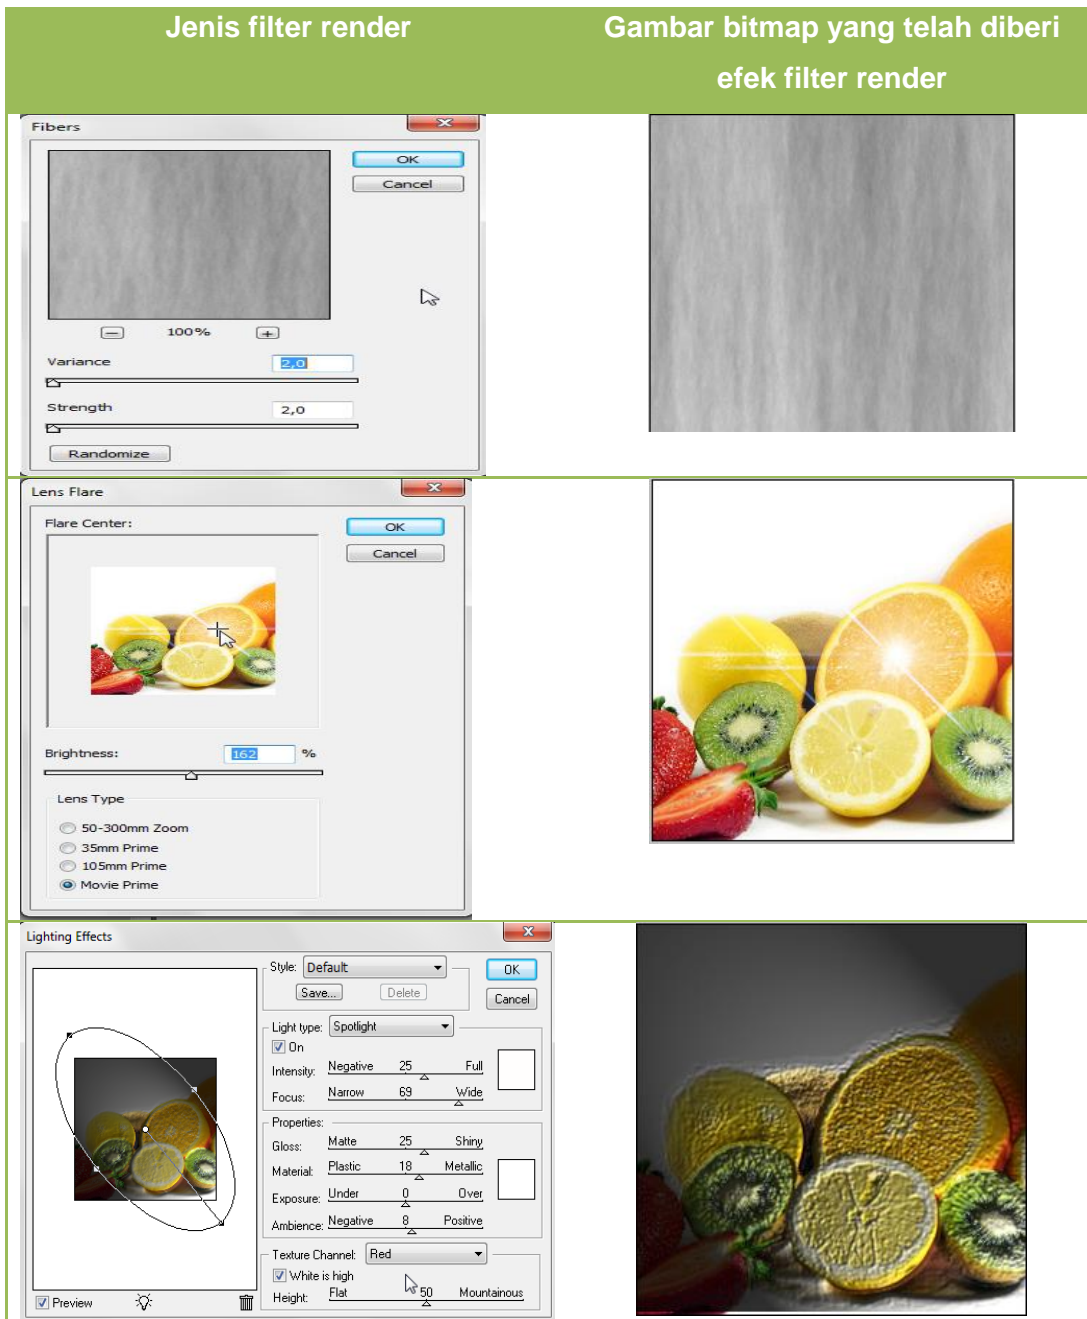 Jenis filter render
Gambar bitmap yang telah diberi
efek filter render
Fibers
OK
Cancel
100%
Variance
2,0
Strength
2,0
Randomize
Lens Flare
Flare Center:
OK
Cancel
Brightness:
162 %
Lens Type
50-300mm Zoom
35mm Prime
105mm Prime
Movie Prime
Lighting Effects
Style: Default
OK
Save...
Delete
Cancel
Light type: Spotlight
On
Intensity: Negative 25 Full
Focus: Narrow 69 Wide
Properties:
Gloss: Matte 25 Shiny
Material: Plastic 18 Metallic
Exposure: Under 0 Over
Ambience: Negative 8 Positive
Texture Channel: Red
White is high
Height: Flat 50 Mountainous
Preview